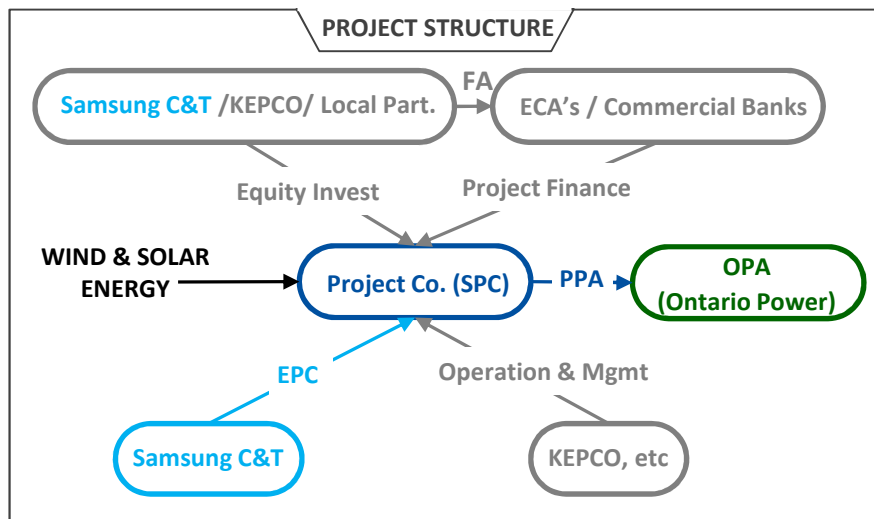 PROJECT STRUCTURE
Samsung C&T /KEPCO/ Local Part.
FA
ECA's / Commercial Banks
Equity Invest
Project Finance
WIND & SOLAR
ENERGY
Project Co. (SPC)
PPA
OPA
(Ontario Power)
EPC
Operation & Mgmt
Samsung C&T
KEPCO, etc